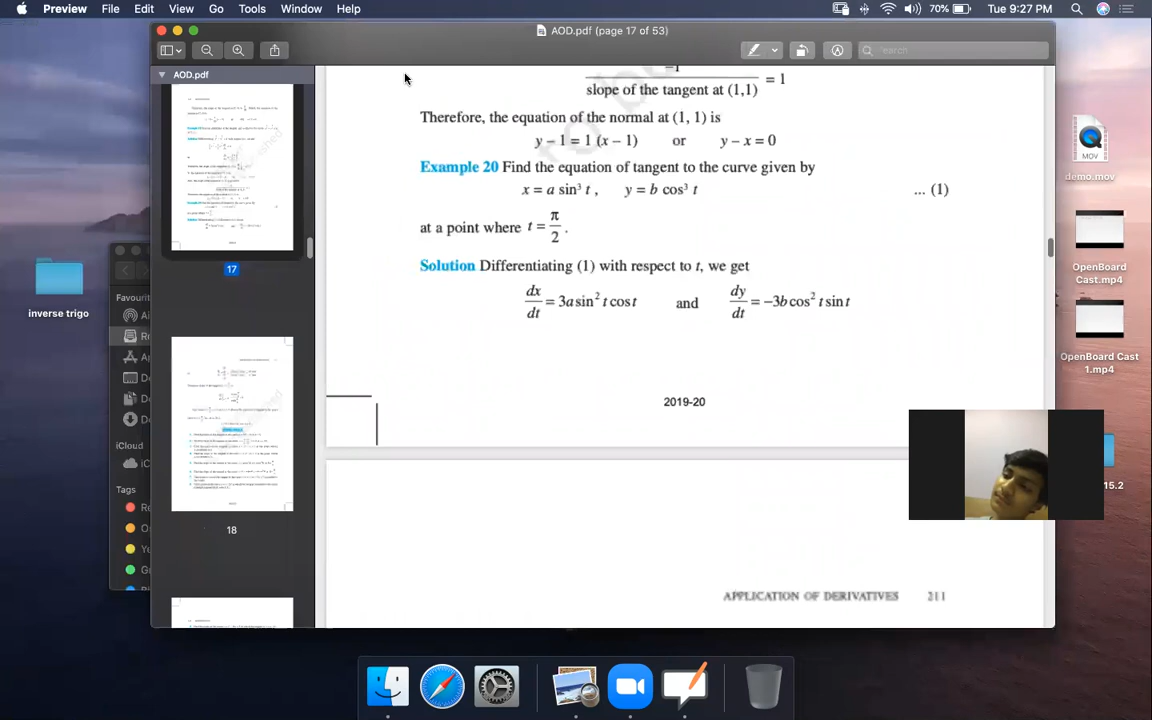 Preview File Edit View Go Tools Window Help 70% Tue 9:27 PM
AOD.pdf (page 17 of 53)
AOD.pdf
17
18
Favourit
iCloud
Tags
inverse trigo
demo.mov
OpenBoard
Cast.mp4
OpenBoard Cast
1.mp4
15.2
-1
slope of the tangent at (1,1) = 1
Therefore, the equation of the normal at (1, 1) is
y – 1 = 1 (x – 1) or y – x = 0
Example 20 Find the equation of tangent to the curve given by
x = a sin³ t , y = b cos³ t ... (1)
at a point where t = π/2 .
Solution Differentiating (1) with respect to t, we get
dx/dt = 3a sin² t cos t and dy/dt = –3b cos² t sin t
2019-20
APPLICATION OF DERIVATIVES 211